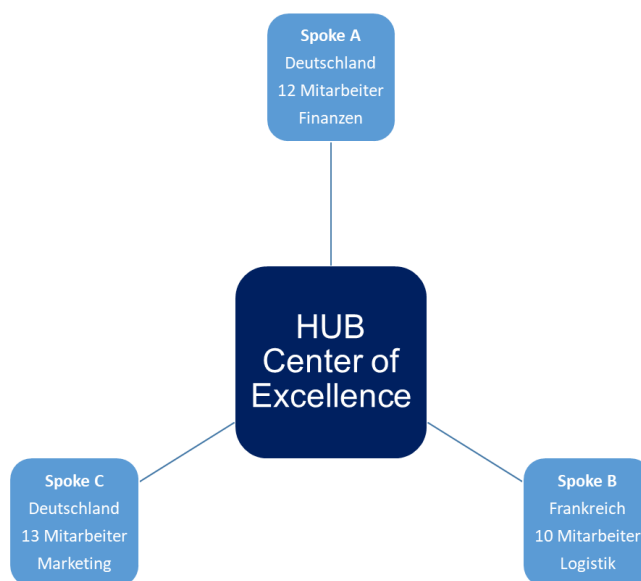 Spoke A
Deutschland
12 Mitarbeiter
Finanzen
HUB
Center of
Excellence
Spoke C
Deutschland
13 Mitarbeiter
Marketing
Spoke B
Frankreich
10 Mitarbeiter
Logistik